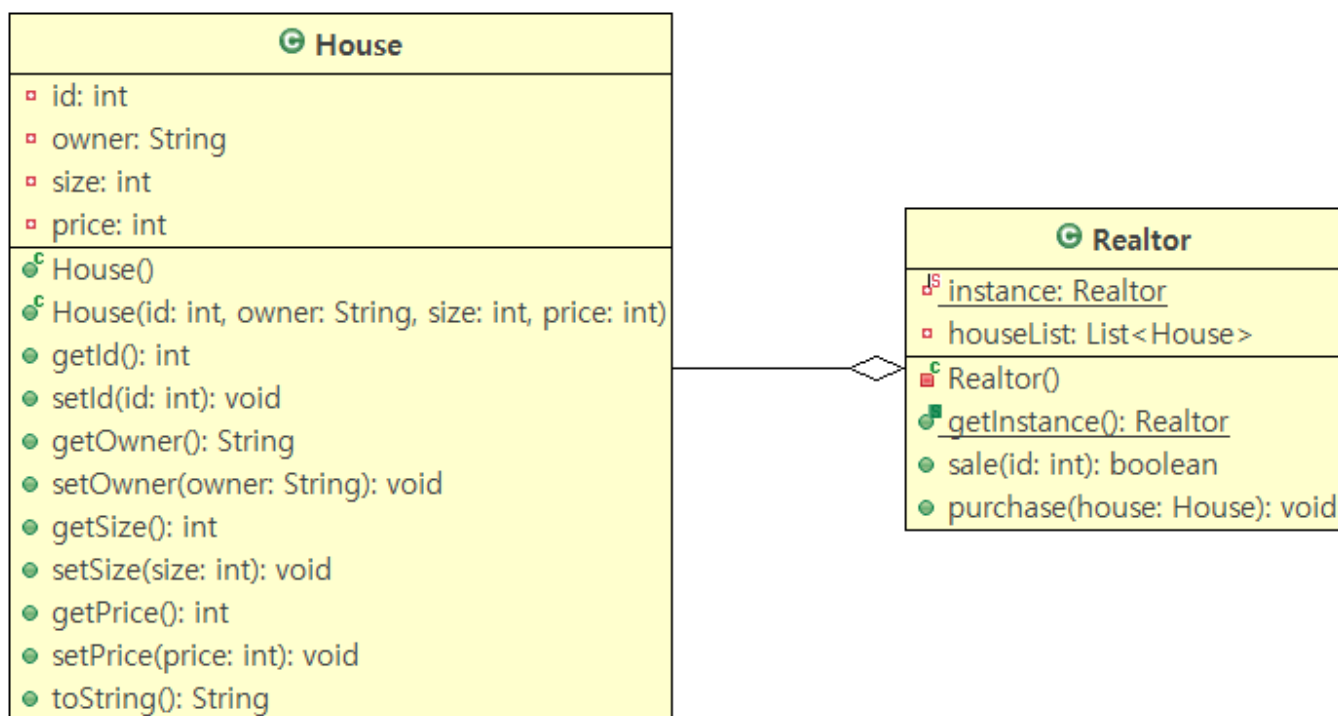 House
id: int
owner: String
size: int
price: int
House()
House(id: int, owner: String, size: int, price: int)
getId(): int
setId(id: int): void
getOwner(): String
setOwner(owner: String): void
getSize(): int
setSize(size: int): void
getPrice(): int
setPrice(price: int): void
toString(): String
Realtor
instance: Realtor
houseList: List<House>
Realtor()
getInstance(): Realtor
sale(id: int): boolean
purchase(house: House): void